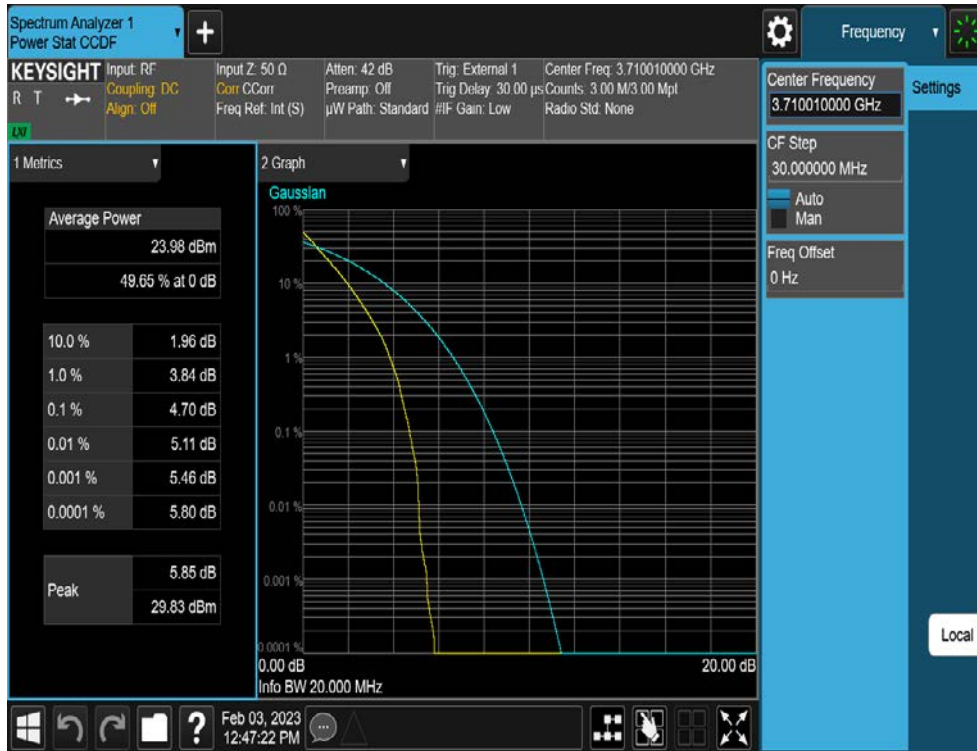 Spectrum Analyzer 1
Power Stat CCDF
+
Frequency
KEYSIGHT
R T
LXI
Input: RF
Coupling: DC
Align: Off
Input Z: 50 Ω
Corr CCorr
Freq Ref: Int (S)
Atten: 42 dB
Preamp: Off
µW Path: Standard
Trig: External 1
Trig Delay: 30.00 µs
#IF Gain: Low
Center Freq: 3.710010000 GHz
Counts: 3.00 M/3.00 Mpt
Radio Std: None
Center Frequency
3.710010000 GHz
Settings
CF Step
30.000000 MHz
Auto
Man
Freq Offset
0 Hz
Local
1 Metrics
Average Power
23.98 dBm
49.65 % at 0 dB
10.0 % 1.96 dB
1.0 % 3.84 dB
0.1 % 4.70 dB
0.01 % 5.11 dB
0.001 % 5.46 dB
0.0001 % 5.80 dB
Peak
5.85 dB
29.83 dBm
2 Graph
Gaussian
100 %
10 %
1 %
0.1 %
0.01 %
0.001 %
0.0001 %
0.00 dB 20.00 dB
Info BW 20.000 MHz
?
Feb 03, 2023
12:47:22 PM